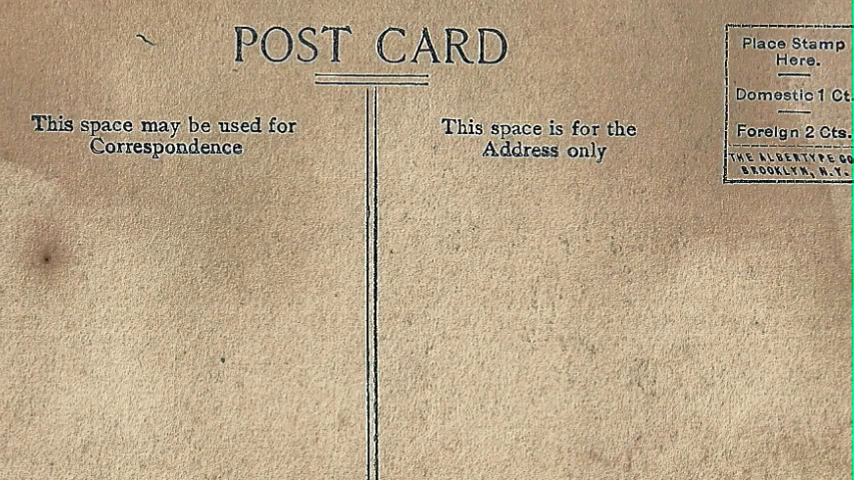 POST CARD
This space may be used for
Correspondence
This space is for the
Address only
Place Stamp
Here.
Domestic 1 Ct.
Foreign 2 Cts.
THE ALBERTYPE CO
BROOKLYN, N.Y.